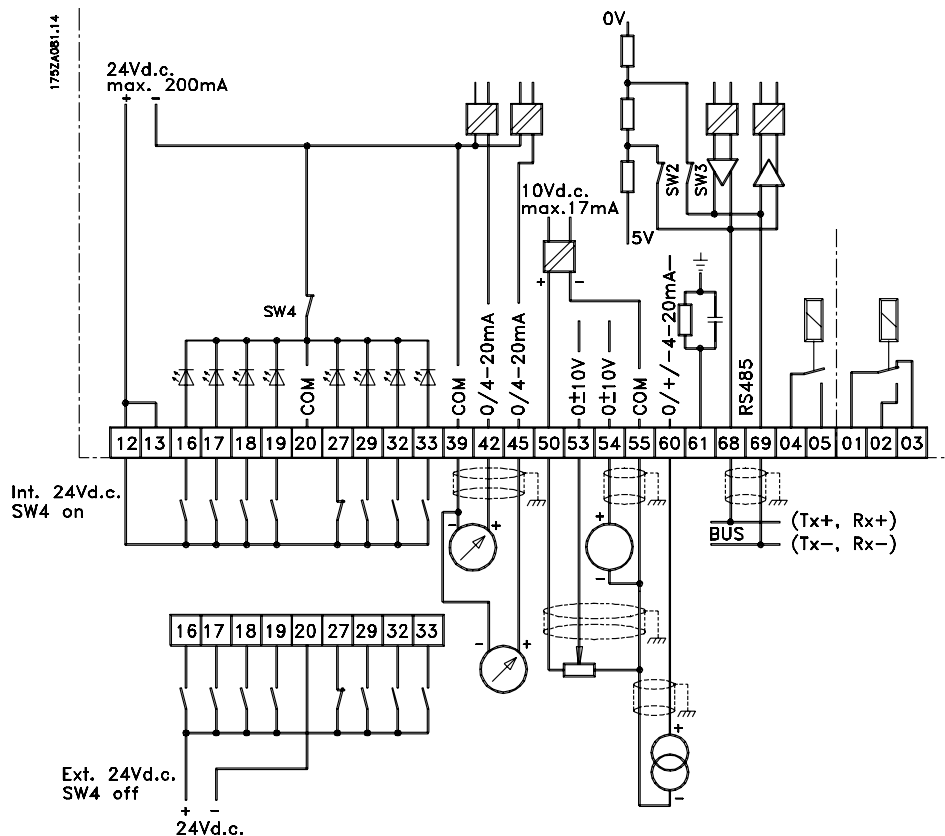 175ZA081.14
24Vd.c.
max. 200mA
+ -
0V
SW2
SW3
5V
10Vd.c.
max.17mA
+ -
SW4
COM
COM
0/4-20mA
0/4-20mA
0±10V
0±10V
COM
0/+/-4-20mA-
RS485
12 13 16 17 18 19 20 27 29 32 33 39 42 45 50 53 54 55 60 61 68 69 04 05 01 02 03
Int. 24Vd.c.
SW4 on
- +
+
-
BUS
(Tx+, Rx+)
(Tx-, Rx-)
16 17 18 19 20 27 29 32 33
- +
+
-
Ext. 24Vd.c.
SW4 off
+ -
24Vd.c.